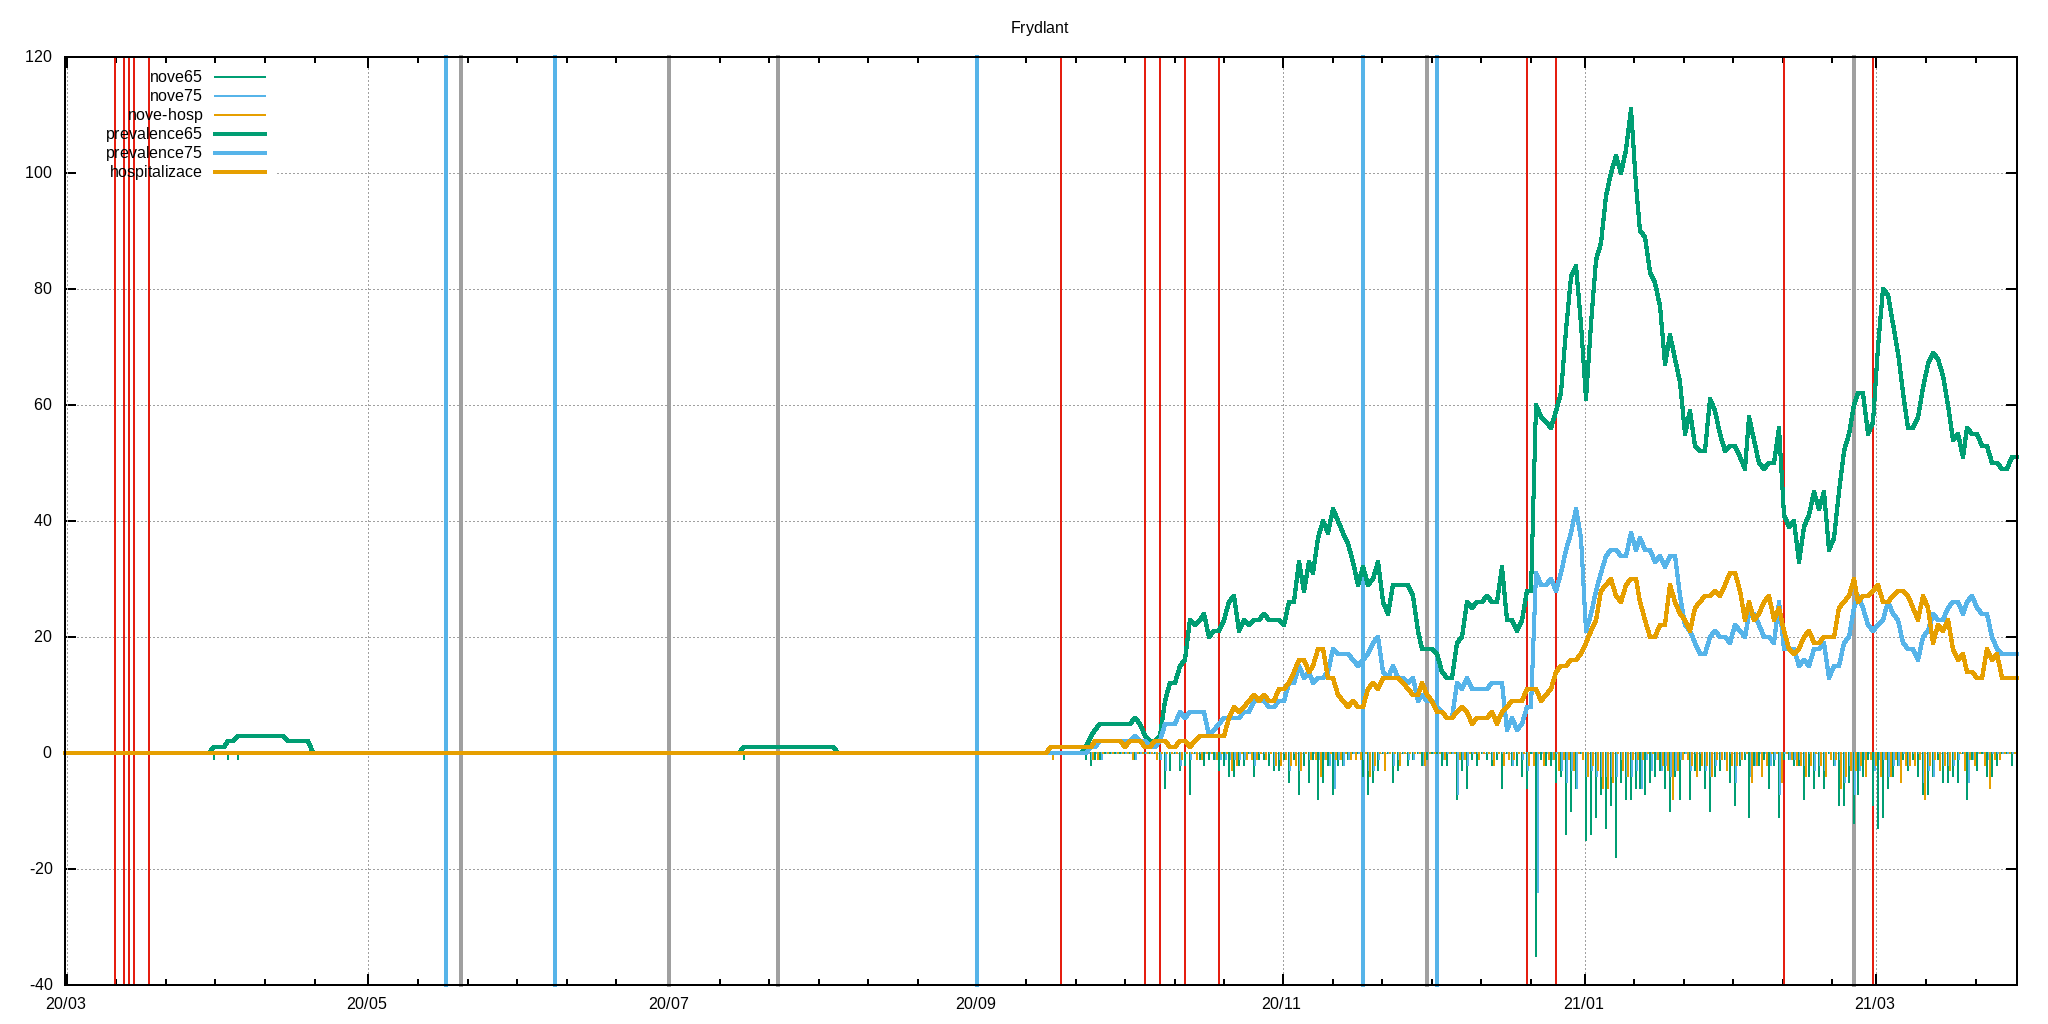 Frydlant
120
nove65
nove75
nove-hosp
prevalence65
prevalence75
hospitalizace
100
80
60
40
20
0
-20
-40
20/03 20/05 20/07 20/09 20/11 21/01 21/03